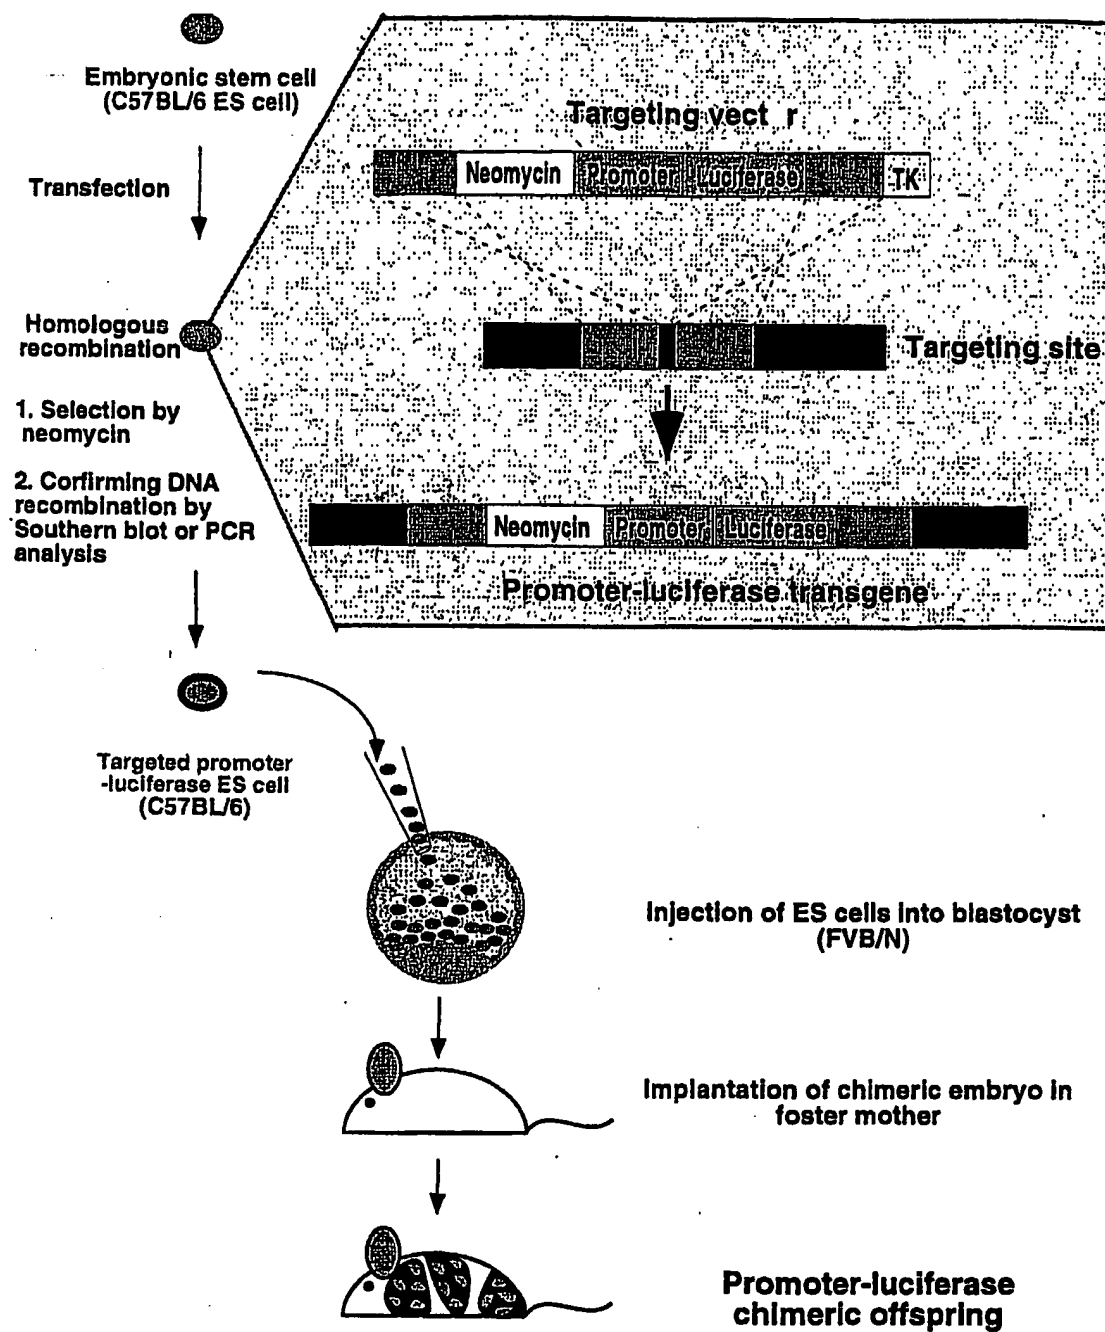 Embryonic stem cell
(C57BL/6 ES cell)
Transfection
Homologous
recombination
1. Selection by
neomycin
2. Confirming DNA
recombination by
Southern blot or PCR
analysis
Targeting vect r
Neomycin Promoter Luciferase TK
Targeting site
Neomycin Promoter Luciferase
Promoter-luciferase transgene
Targeted promoter
-luciferase ES cell
(C57BL/6)
Injection of ES cells into blastocyst
(FVB/N)
Implantation of chimeric embryo in
foster mother
Promoter-luciferase
chimeric offspring